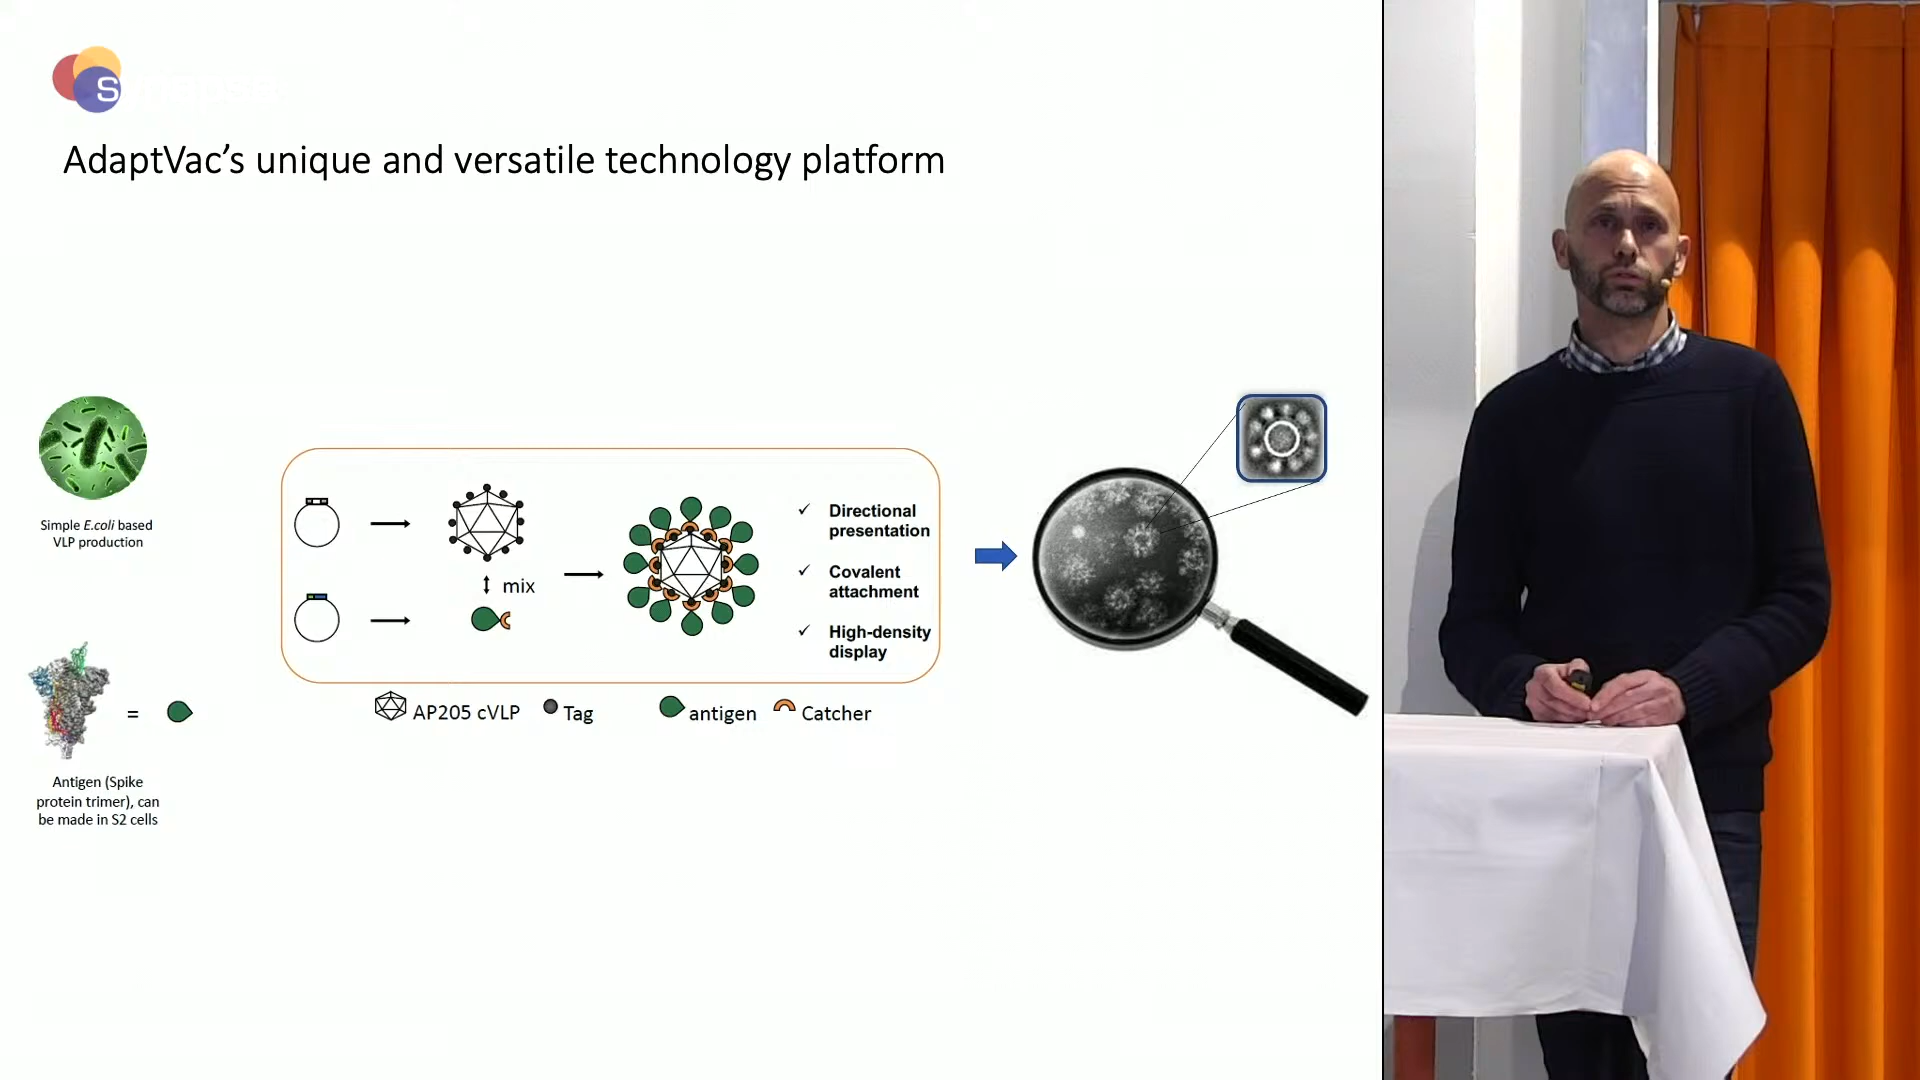 S
AdaptVac’s unique and versatile technology platform
Simple E.coli based
VLP production
mix
✓ Directional
presentation
✓ Covalent
attachment
✓ High-density
display
AP205 cVLP
Tag
antigen
Catcher
=
Antigen (Spike
protein trimer), can
be made in S2 cells